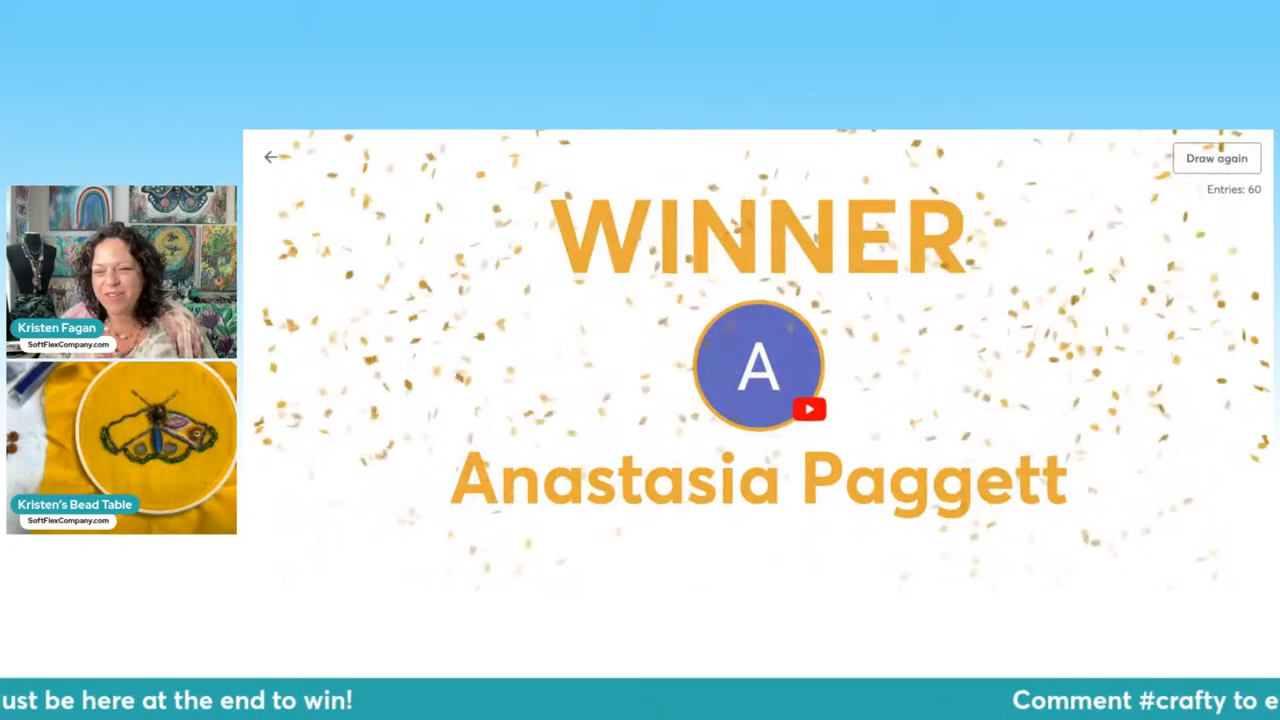 Draw again
Entries: 60
WINNER
A
Anastasia Paggett
Kristen Fagan
SoftFlexCompany.com
Kristen's Bead Table
SoftFlexCompany.com
ust be here at the end to win!
Comment #crafty to e